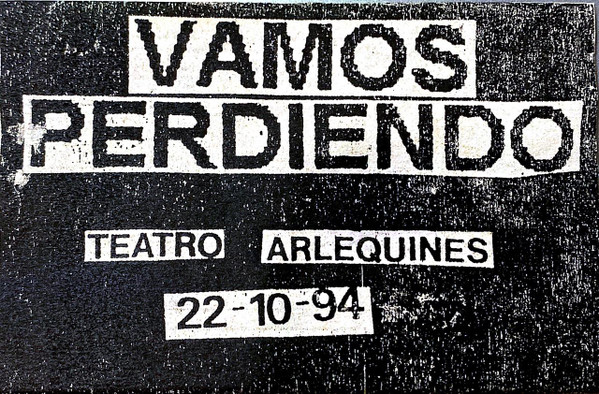 VAMOS
PERDIENDO
TEATRO ARLEQUINES
22-10-94